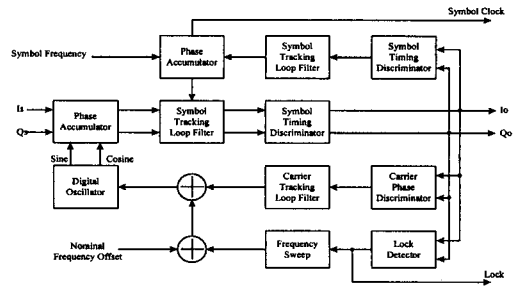 Symbol Clock
Symbol Frequency
Phase
Accumulator
Symbol
Tracking
Loop Filter
Symbol
Timing
Discriminator
Is
Qs
Phase
Accumulator
Symbol
Tracking
Loop Filter
Symbol
Timing
Discriminator
Io
Qo
Sine
Cosine
Digital
Oscillator
Carrier
Tracking
Loop Filter
Carrier
Phase
Discriminator
Nominal
Frequency Offset
Frequency
Sweep
Lock
Detector
Lock